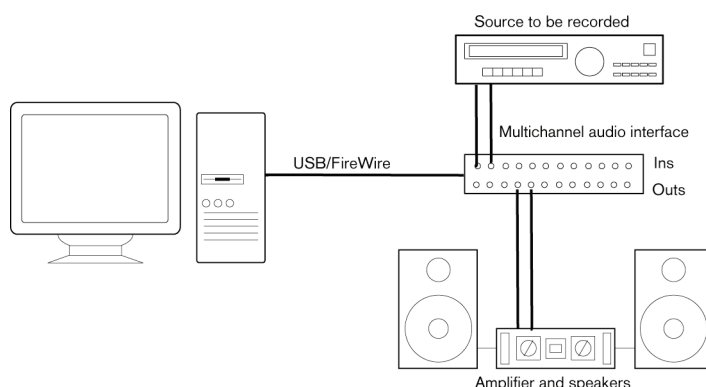 Source to be recorded
Multichannel audio interface
USB/FireWire
Ins
Outs
Amplifier and speakers